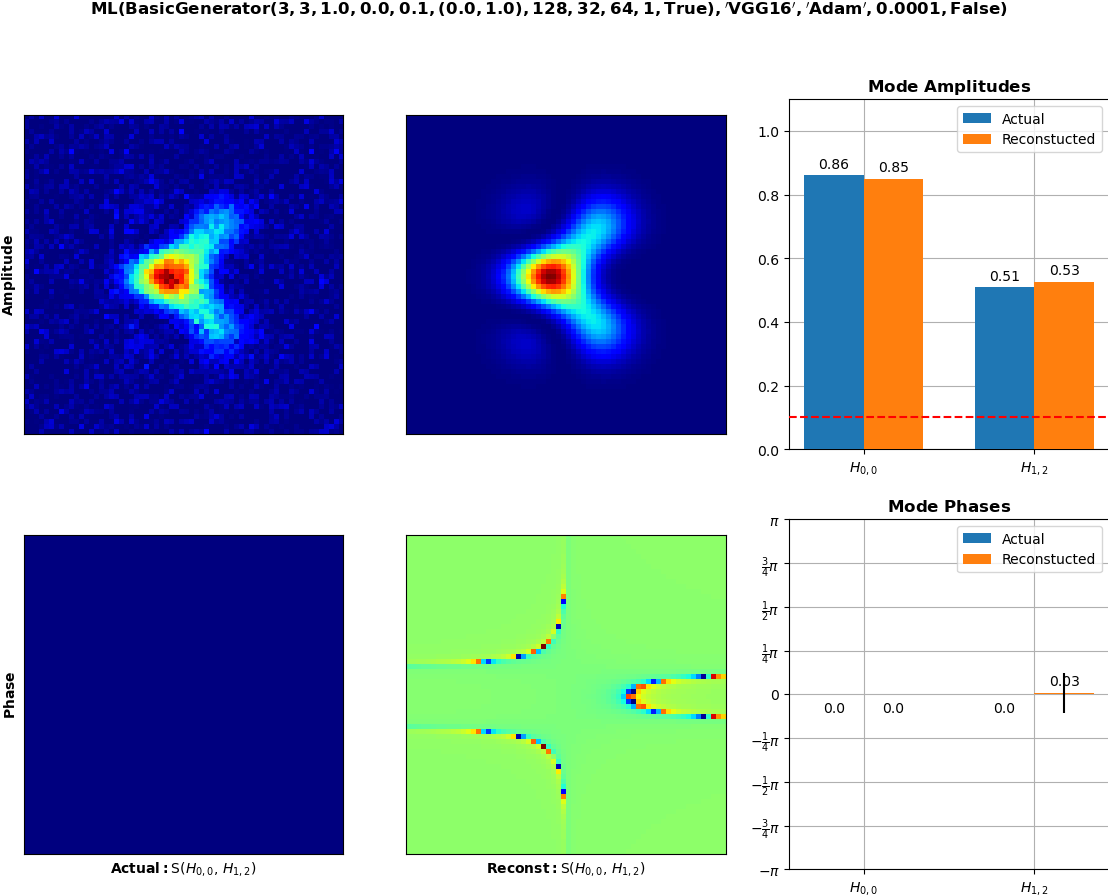 ML(BasicGenerator(3, 3, 1.0, 0.0, 0.1, (0.0, 1.0), 128, 32, 64, 1, True), 'VGG16', 'Adam', 0.0001, False)
Amplitude
Mode Amplitudes
Actual
Reconstucted
1.0
0.8
0.6
0.4
0.2
0.0
0.86
0.85
0.51
0.53
H0,0
H1,2
Phase
Actual: S(H0,0, H1,2)
Reconst: S(H0,0, H1,2)
Mode Phases
Actual
Reconstucted
π
3/4π
1/2π
1/4π
0
−1/4π
−1/2π
−3/4π
−π
0.0
0.0
0.0
0.03
H0,0
H1,2